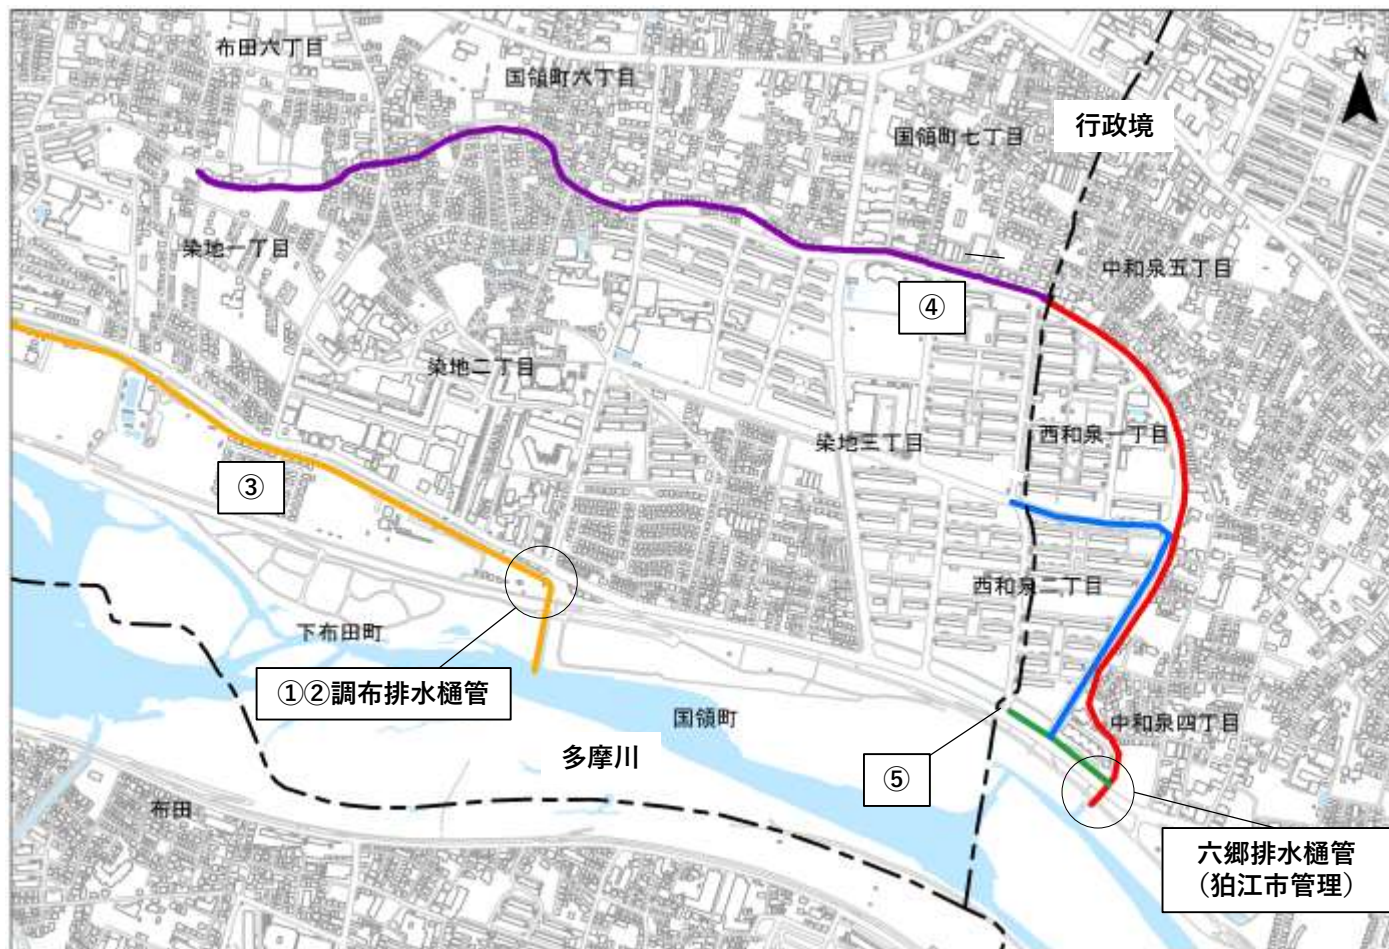 布田六丁目
国領町六丁目
N
行政境
国領町七丁目
染地一丁目
中和泉五丁目
④
染地二丁目
西和泉一丁目
染地三丁目
③
西和泉二丁目
下布田町
①②調布排水樋管
国領町
中和泉四丁目
多摩川
⑤
布田
六郷排水樋管
（狛江市管理）